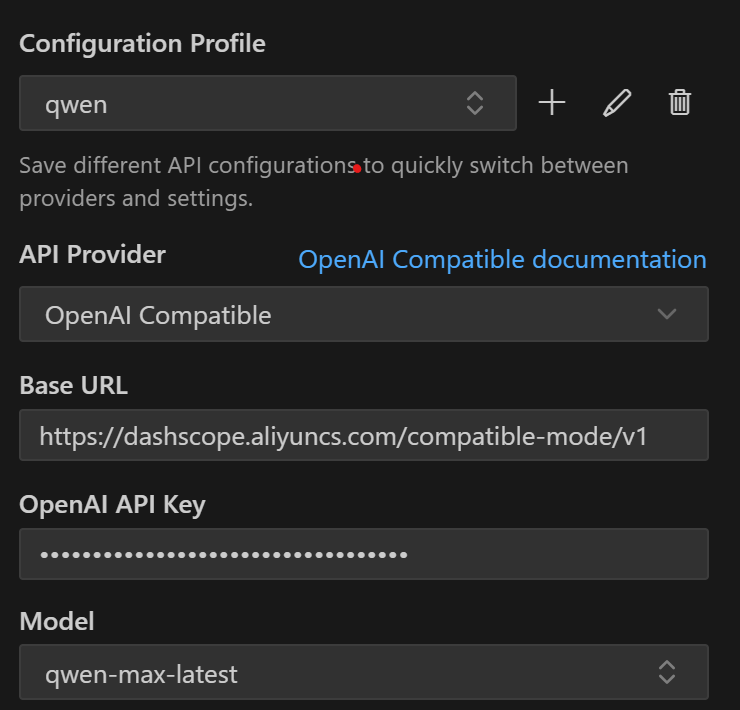 Configuration Profile
qwen
Save different API configurations to quickly switch between
providers and settings.
API Provider
OpenAI Compatible documentation
OpenAI Compatible
Base URL
https://dashscope.aliyuncs.com/compatible-mode/v1
OpenAI API Key
•••••••••••••••••••••••••••••••••••
Model
qwen-max-latest